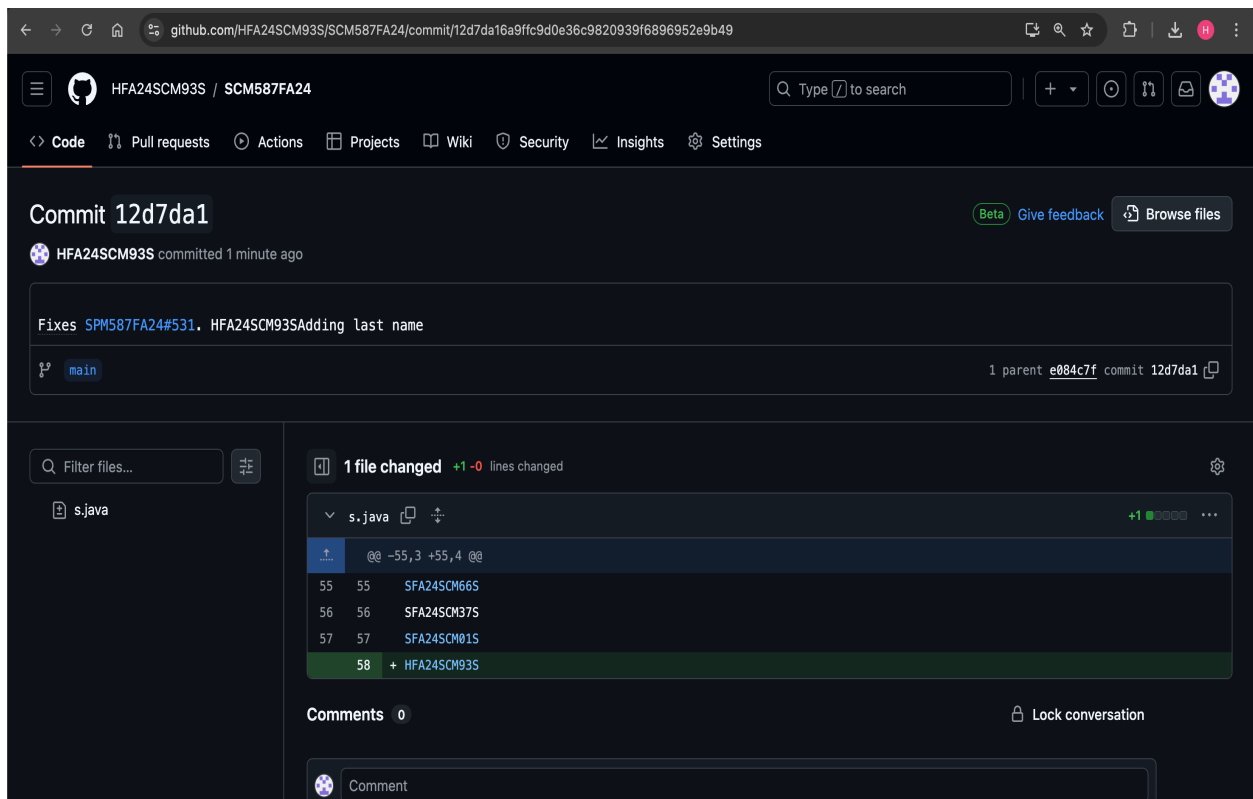 github.com/HFA24SCM93S/SCM587FA24/commit/12d7da16a9ffc9d0e36c9820939f6896952e9b49
H
HFA24SCM93S / SCM587FA24
Type / to search
Code Pull requests Actions Projects Wiki Security Insights Settings
Commit 12d7da1
Beta Give feedback Browse files
HFA24SCM93S committed 1 minute ago
Fixes SPM587FA24#531. HFA24SCM93SAdding last name
main
1 parent e084c7f commit 12d7da1
Filter files...
s.java
1 file changed +1 -0 lines changed
s.java +1
@@ -55,3 +55,4 @@
55 55 SFA24SCM66S
56 56 SFA24SCM37S
57 57 SFA24SCM01S
58 + HFA24SCM93S
Comments 0
Lock conversation
Comment